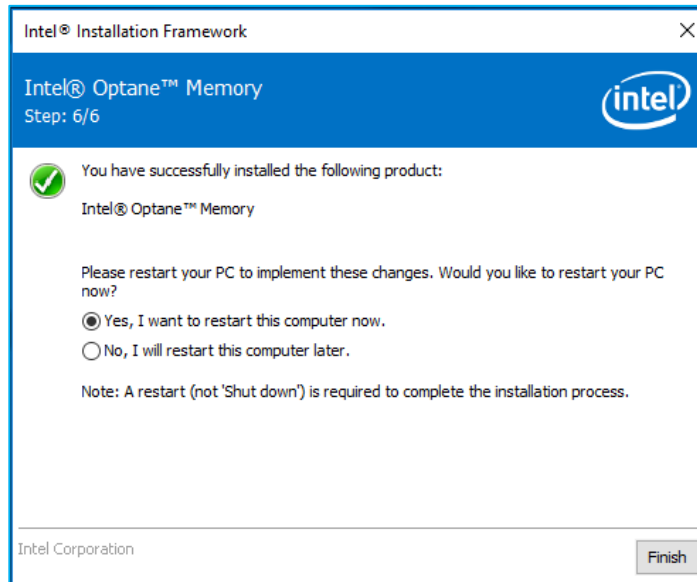 Intel® Installation Framework
Intel® Optane™ Memory
Step: 6/6
intel
You have successfully installed the following product:
Intel® Optane™ Memory
Please restart your PC to implement these changes. Would you like to restart your PC
now?
Yes, I want to restart this computer now.
No, I will restart this computer later.
Note: A restart (not 'Shut down') is required to complete the installation process.
Intel Corporation
Finish